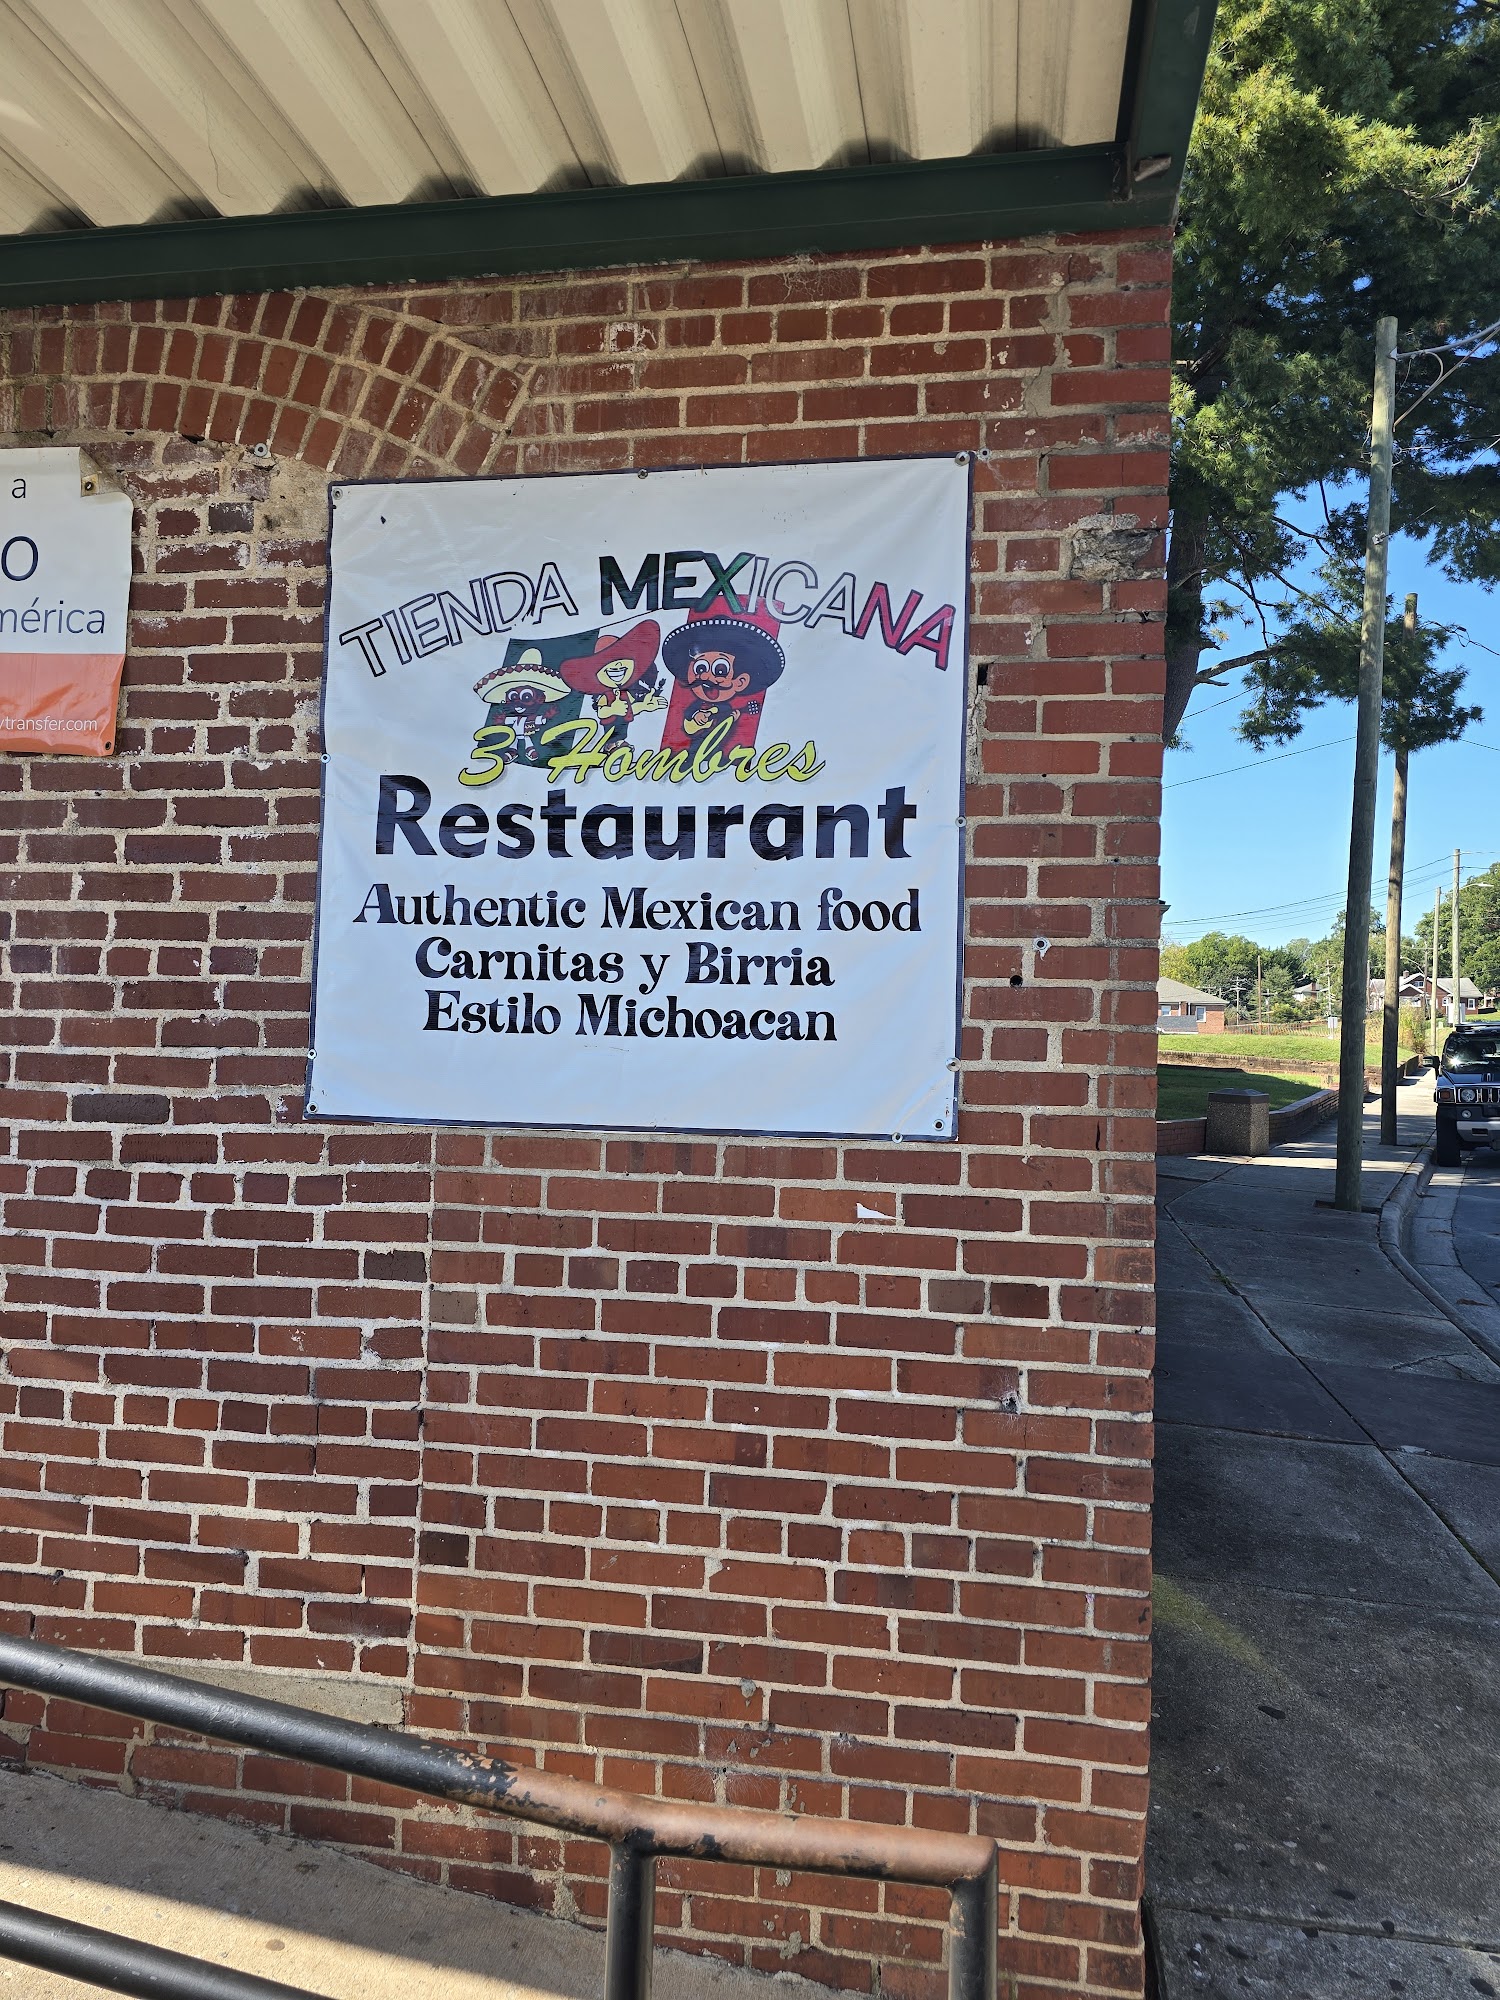 a
o
mérica
transfer.com
TIENDA MEXICANA
3 Hombres
Restaurant
Authentic Mexican food
Carnitas y Birria
Estilo Michoacan